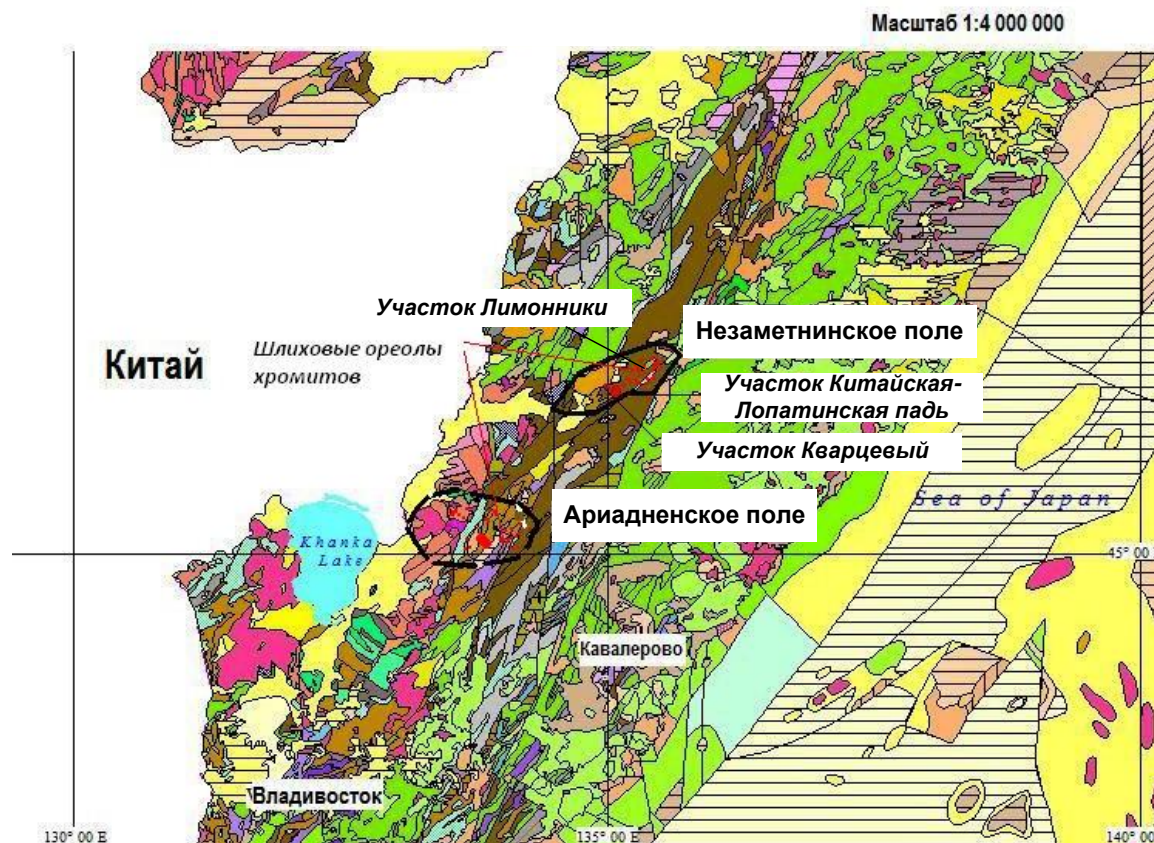 Масштаб 1:4 000 000
Участок Лимонники
Незаметнинское поле
Китай
Шлиховые ореолы
хромитов
Участок Китайская-
Лопатинская падь
Участок Кварцевый
Sea of Japan
Ариадненское поле
Khanka
Lake
45° 00
Кавалерово
Владивосток
130° 00 E
135° 00 E
140° 00